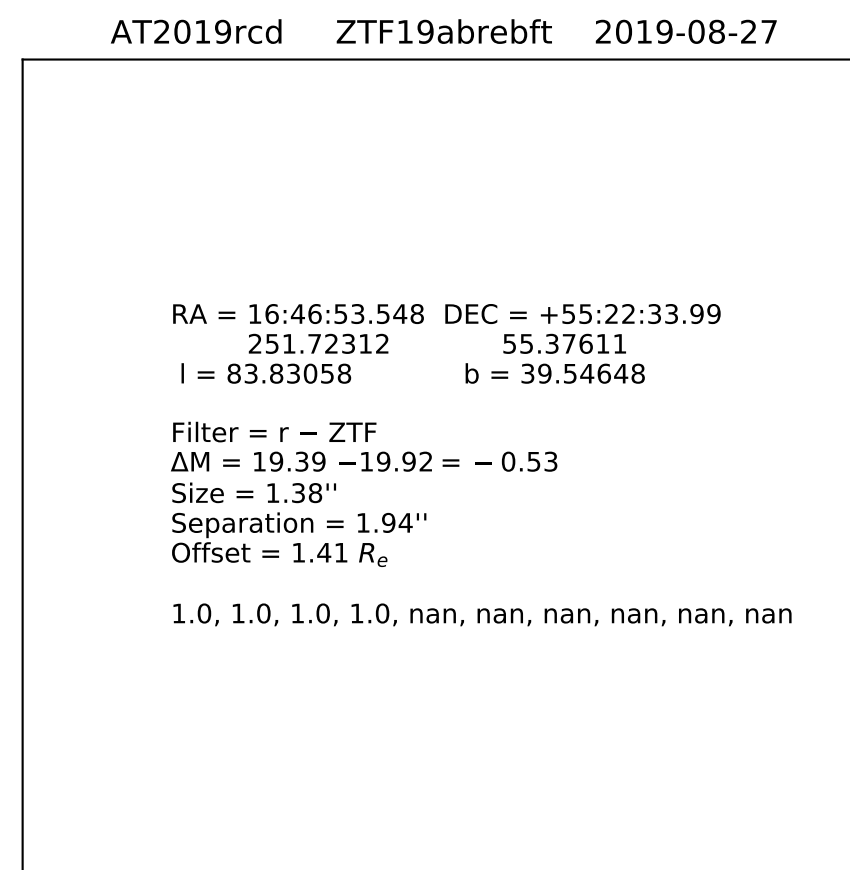 AT2019rcd ZTF19abrebft 2019-08-27
RA = 16:46:53.548 DEC = +55:22:33.99
251.72312 55.37611
l = 83.83058 b = 39.54648
Filter = r − ZTF
ΔM = 19.39 −19.92 = − 0.53
Size = 1.38''
Separation = 1.94''
Offset = 1.41 Rₑ
1.0, 1.0, 1.0, 1.0, nan, nan, nan, nan, nan, nan